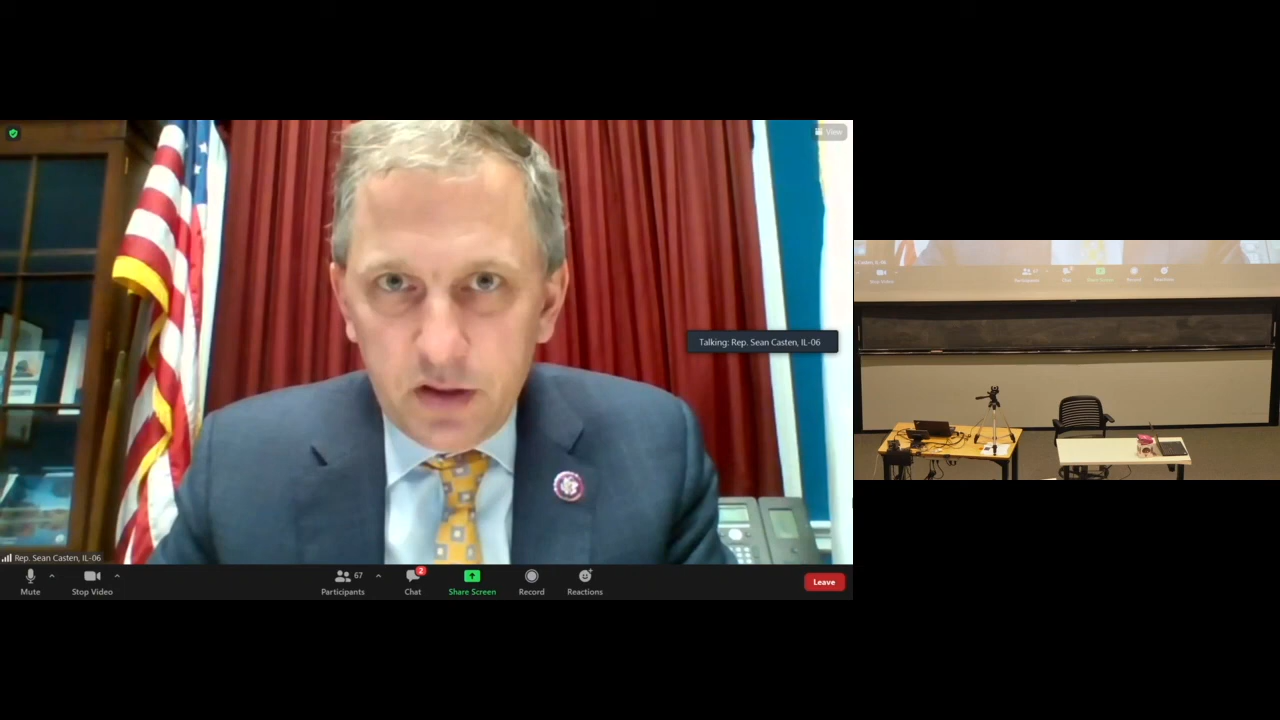 View
Talking: Rep. Sean Casten, IL-06
Rep. Sean Casten, IL-06
Mute
Stop Video
67
Participants
2
Chat
Share Screen
Record
Reactions
Leave